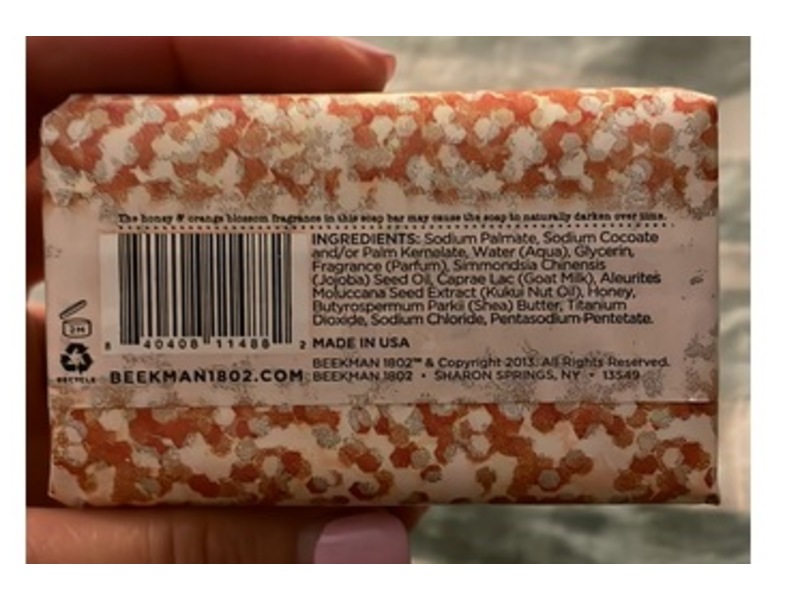 The honey & orange blossom fragrance in this soap bar may cause the soap to naturally darken over time.
INGREDIENTS: Sodium Palmate, Sodium Cocoate
and/or Palm Kernelate, Water (Aqua), Glycerin,
Fragrance (Parfum), Simmondsia Chinensis
(Jojoba) Seed Oil, Caprae Lac (Goat Milk), Aleurites
Moluccana Seed Extract (Kukui Nut Oil), Honey,
Butyrospermum Parkii (Shea) Butter, Titanium
Dioxide, Sodium Chloride, Pentasodium Pentetate.
8 40408 11488 2
MADE IN USA
BEEKMAN 1802™ & Copyright 2013. All Rights Reserved.
BEEKMAN 1802 • SHARON SPRINGS, NY • 13549
RECYCLE
BEEKMAN1802.COM